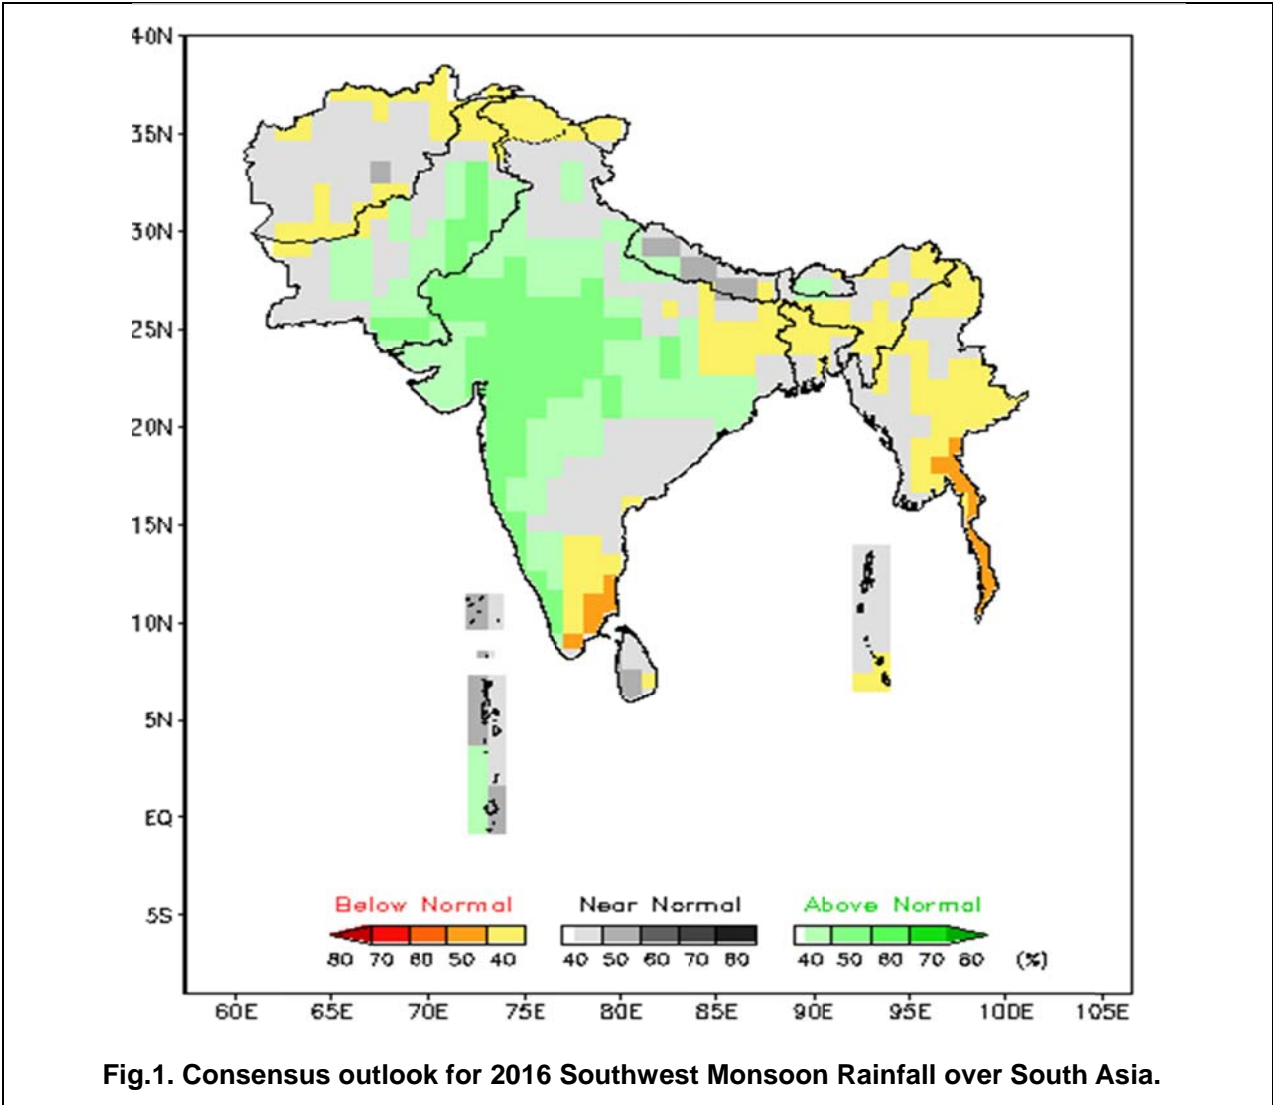 40N
35N
30N
25N
20N
15N
10N
5N
EQ
5S
Below Normal Near Normal Above Normal
80 70 60 50 40 40 50 60 70 80 40 50 60 70 80 (%)
60E 65E 70E 75E 80E 85E 90E 95E 100E 105E
Fig.1. Consensus outlook for 2016 Southwest Monsoon Rainfall over South Asia.